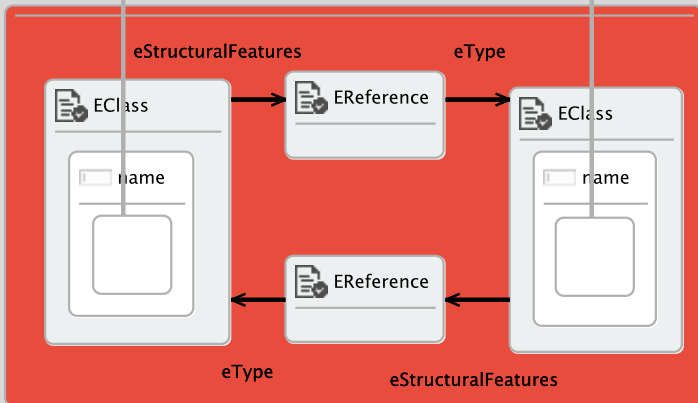 eStructuralFeatures
eType
EClass
EReference
EClass
name
name
EReference
eType
eStructuralFeatures